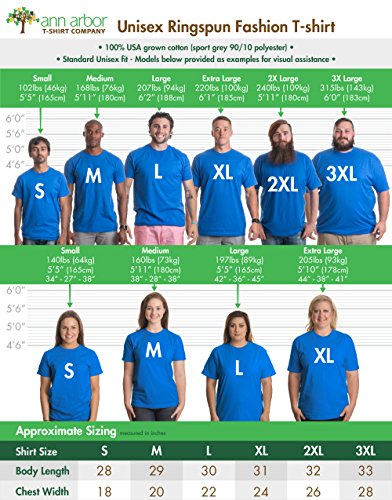 ann arbor
T-SHIRT COMPANY
Unisex Ringspun Fashion T-shirt
• 100% USA grown cotton (sport grey 90/10 polyester) •
• Standard Unisex fit - Models below provided as examples for visual assistance •
Small Medium Large Extra Large 2X Large 3X Large
102lbs (46kg) 168lbs (76kg) 207lbs (94kg) 220lbs (100kg) 240lbs (109kg) 315lbs (143kg)
5'5" (165cm) 5'11" (180cm) 6'2" (188cm) 6'1" (185cm) 5'11" (180cm) 6'0" (183cm)
6'0"
5'5"
5'0"
4'6"
S M L XL 2XL 3XL
Small Medium Large Extra Large
140lbs (64kg) 160lbs (73kg) 197lbs (89kg) 205lbs (93kg)
5'5" (165cm) 5'11" (180cm) 5'5" (165cm) 5'10" (178cm)
34" - 27" - 38" 38" - 28" - 38" 42" - 36" - 45" 44" - 38" - 41"
6'0"
5'5"
5'0"
4'6"
S M L XL
Approximate Sizing measured in inches
Shirt Size S M L XL 2XL 3XL
Body Length 28 29 30 31 32 33
Chest Width 18 20 22 24 26 28